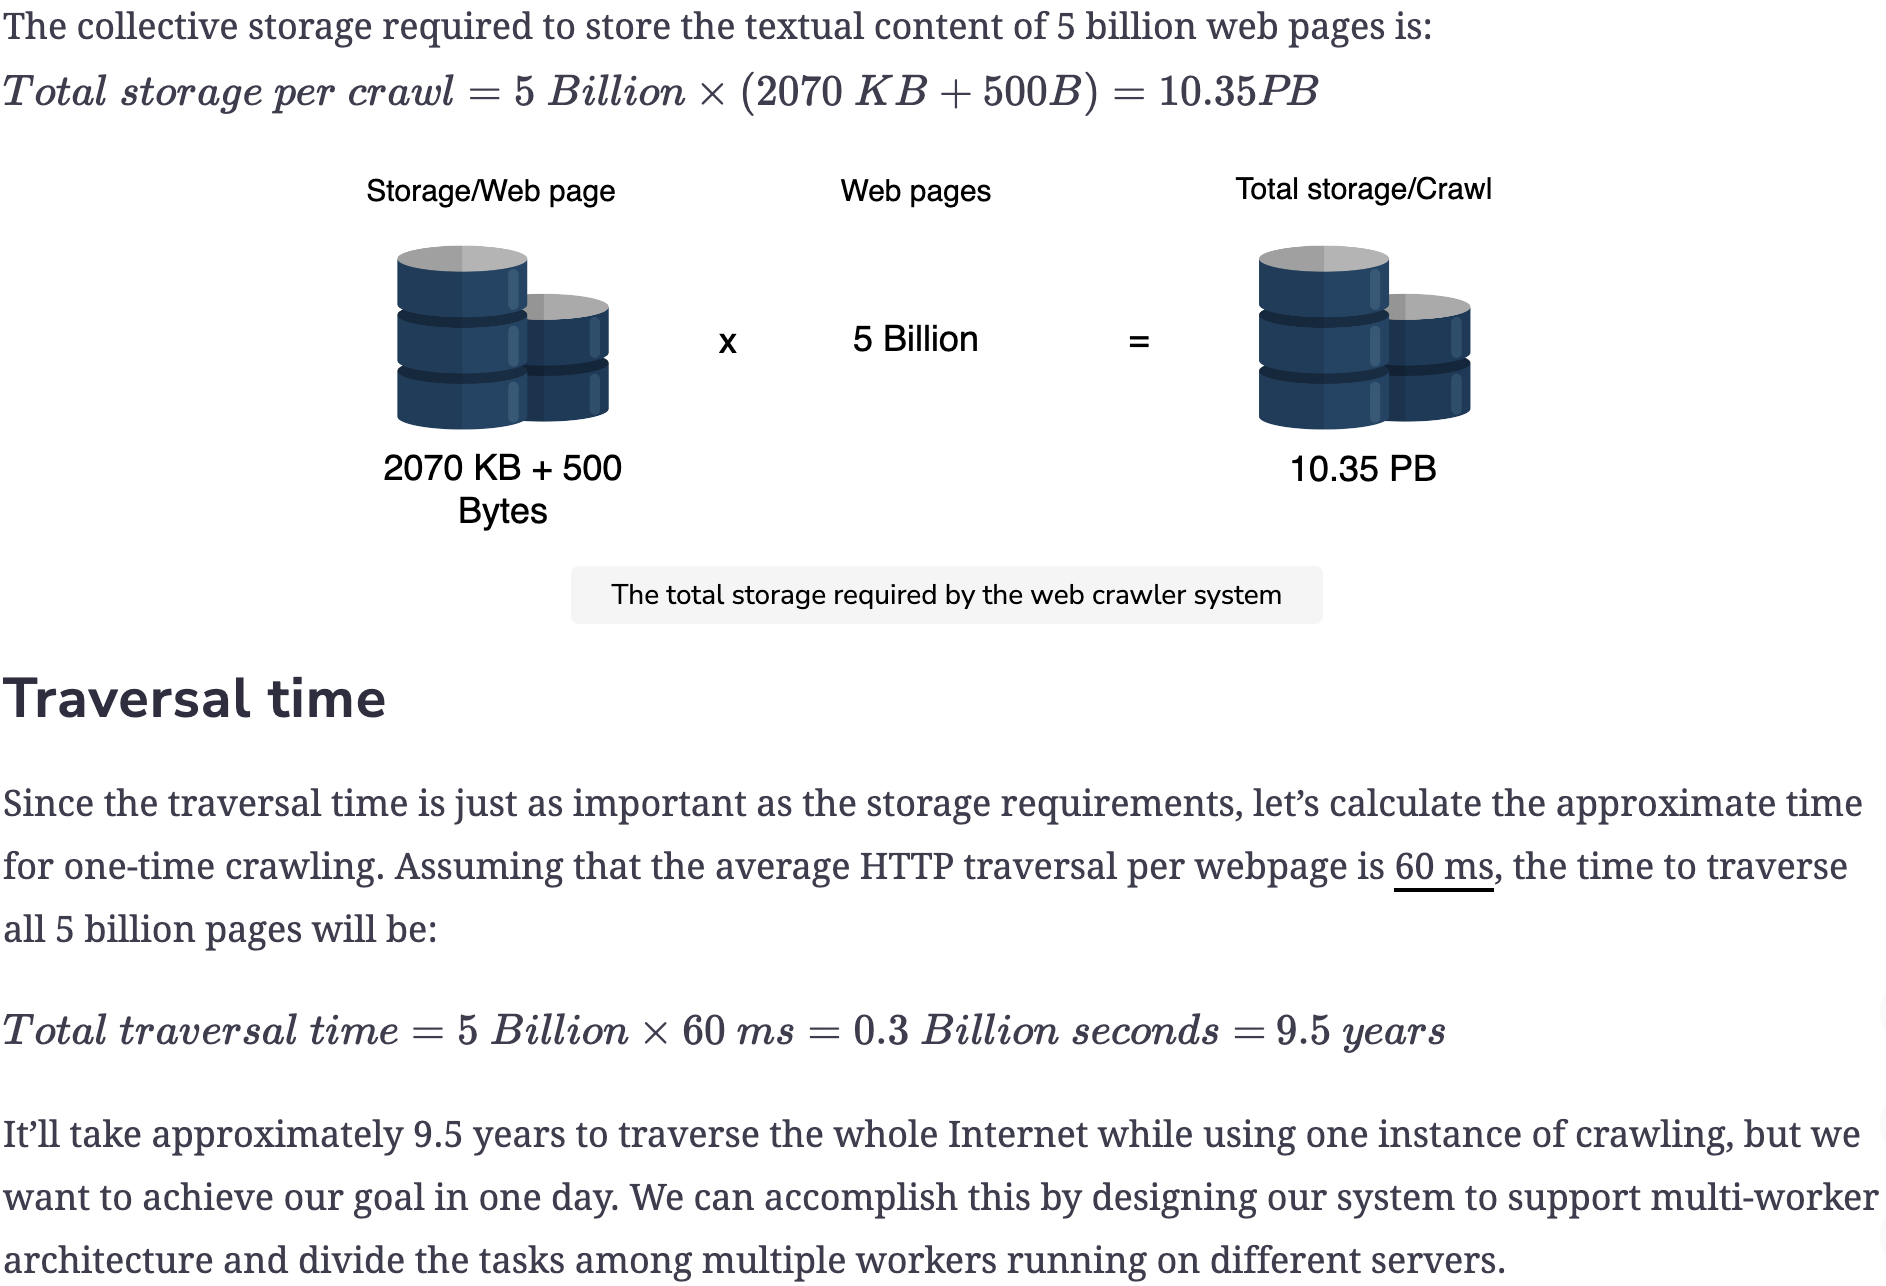 The collective storage required to store the textual content of 5 billion web pages is:
Total storage per crawl = 5 Billion × (2070 KB + 500B) = 10.35PB
Storage/Web page
Web pages
Total storage/Crawl
x
5 Billion
=
2070 KB + 500
Bytes
10.35 PB
The total storage required by the web crawler system
Traversal time
Since the traversal time is just as important as the storage requirements, let’s calculate the approximate time
for one-time crawling. Assuming that the average HTTP traversal per webpage is 60 ms, the time to traverse
all 5 billion pages will be:
Total traversal time = 5 Billion × 60 ms = 0.3 Billion seconds = 9.5 years
It’ll take approximately 9.5 years to traverse the whole Internet while using one instance of crawling, but we
want to achieve our goal in one day. We can accomplish this by designing our system to support multi-worker
architecture and divide the tasks among multiple workers running on different servers.